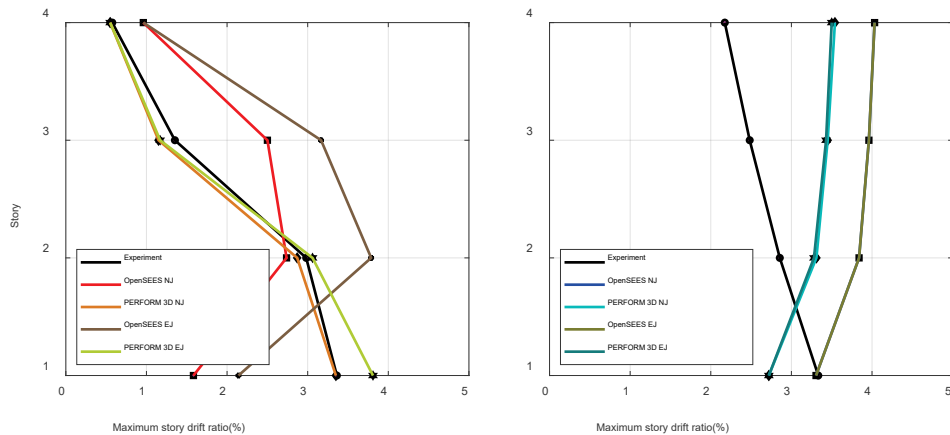 4
3
Story
2
1
Experiment
OpenSEES NJ
PERFORM 3D NJ
OpenSEES EJ
PERFORM 3D EJ
0 1 2 3 4 5
Maximum story drift ratio(%)
4
3
2
1
Experiment
OpenSEES NJ
PERFORM 3D NJ
OpenSEES EJ
PERFORM 3D EJ
0 1 2 3 4 5
Maximum story drift ratio(%)